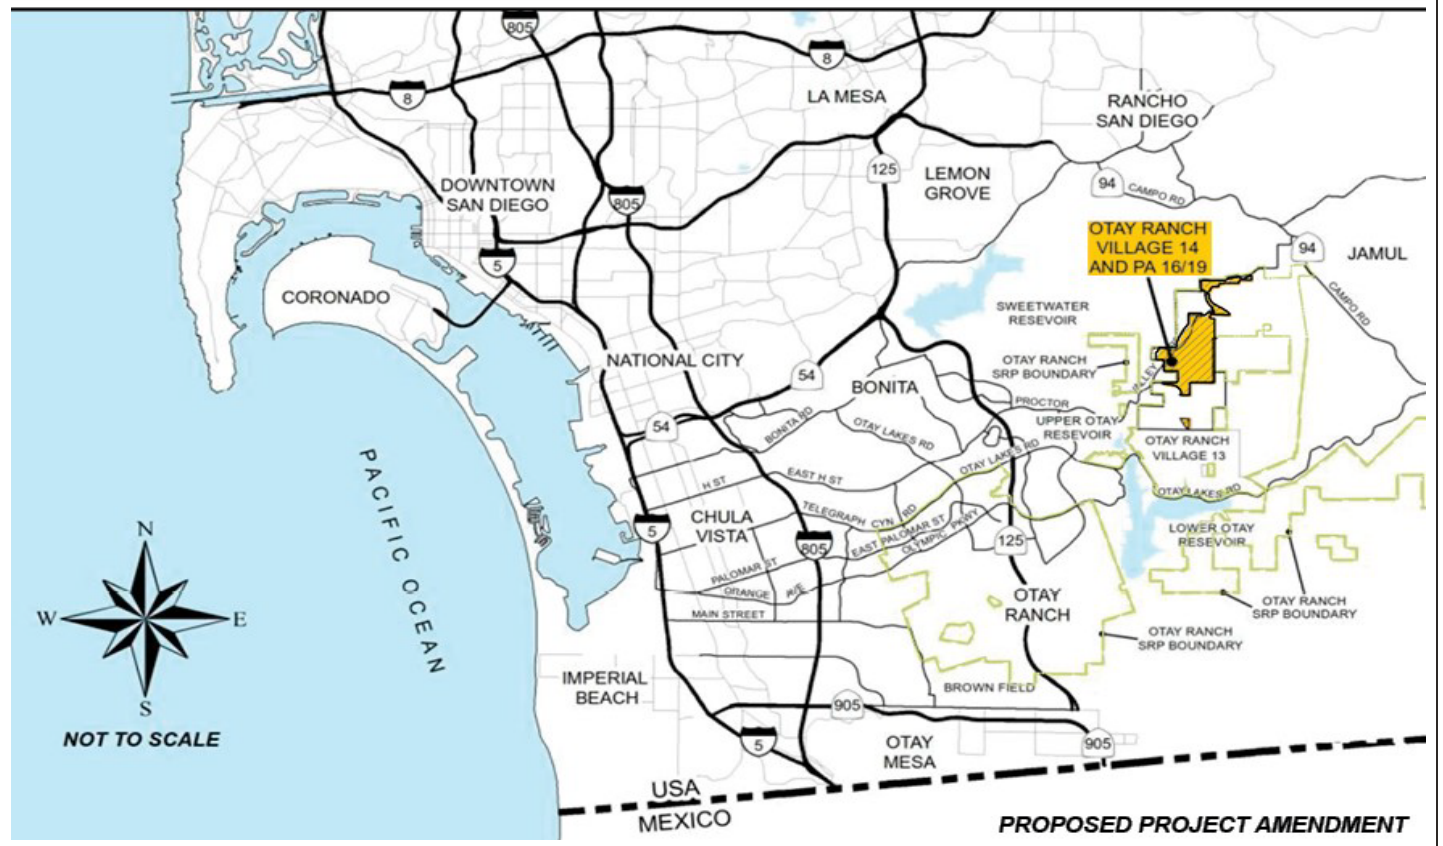 805
8
8
LA MESA
RANCHO
SAN DIEGO
125
LEMON
GROVE
94
CAMPO RD
DOWNTOWN
SAN DIEGO
805
OTAY RANCH
VILLAGE 14
AND PA 16/19
94
JAMUL
5
CORONADO
CAMPO RD
SWEETWATER
RESEVOIR
NATIONAL CITY
OTAY RANCH
SRP BOUNDARY
54
BONITA
VALLEY
PROCTOR
54
BONITA RD
OTAY LAKES RD
UPPER OTAY
RESEVOIR
OTAY RANCH
VILLAGE 13
OTAY LAKES RD
PACIFIC OCEAN
H ST
EAST H ST
OTAY LAKES RD
N
5
CHULA
VISTA
TELEGRAPH CYN RD
EAST PALOMAR ST
OLYMPIC PKWY
805
125
LOWER OTAY
RESEVOIR
PALOMAR ST
ORANGE AVE
OTAY
RANCH
OTAY RANCH
SRP BOUNDARY
W
E
MAIN STREET
OTAY RANCH
SRP BOUNDARY
S
IMPERIAL
BEACH
BROWN FIELD
905
NOT TO SCALE
5
OTAY
MESA
905
USA
MEXICO
PROPOSED PROJECT AMENDMENT